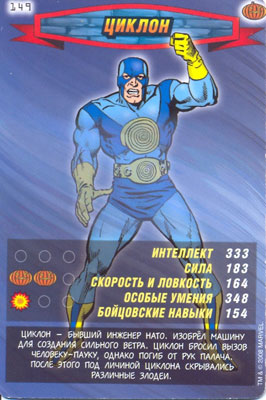 149
ЦИКЛОН
ИНТЕЛЛЕКТ 333
СИЛА 183
СКОРОСТЬ И ЛОВКОСТЬ 164
ОСОБЫЕ УМЕНИЯ 348
БОЙЦОВСКИЕ НАВЫКИ 154
ЦИКЛОН – БЫВШИЙ ИНЖЕНЕР НАТО. ИЗОБРЁЛ МАШИНУ
ДЛЯ СОЗДАНИЯ СИЛЬНОГО ВЕТРА. ЦИКЛОН БРОСИЛ ВЫЗОВ
ЧЕЛОВЕКУ-ПАУКУ, ОДНАКО ПОГИБ ОТ РУК ПАЛАЧА.
ПОСЛЕ ЭТОГО ПОД ЛИЧИНОЙ ЦИКЛОНА СКРЫВАЛИСЬ
РАЗЛИЧНЫЕ ЗЛОДЕИ.
TM & © 2008 MARVEL